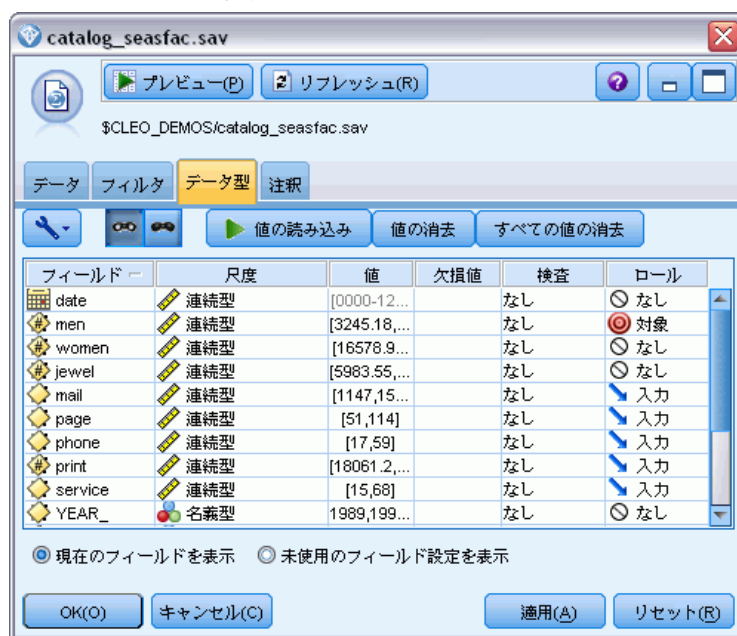 catalog_seasfac.sav
プレビュー(P) リフレッシュ(R)
$CLEO_DEMOS/catalog_seasfac.sav
データ フィルタ データ型 注釈
値の読み込み 値の消去 すべての値の消去
フィールド 尺度 値 欠損値 検査 ロール
date 連続型 [0000-12... なし なし
men 連続型 [3245.18,... なし 対象
women 連続型 [16578.9... なし なし
jewel 連続型 [5983.55,... なし なし
mail 連続型 [1147,15... なし 入力
page 連続型 [51,114] なし 入力
phone 連続型 [17,59] なし 入力
print 連続型 [18061.2,... なし 入力
service 連続型 [15,68] なし 入力
YEAR_ 名義型 1989,199... なし なし
現在のフィールドを表示 未使用のフィールド設定を表示
OK(O) キャンセル(C) 適用(A) リセット(R)